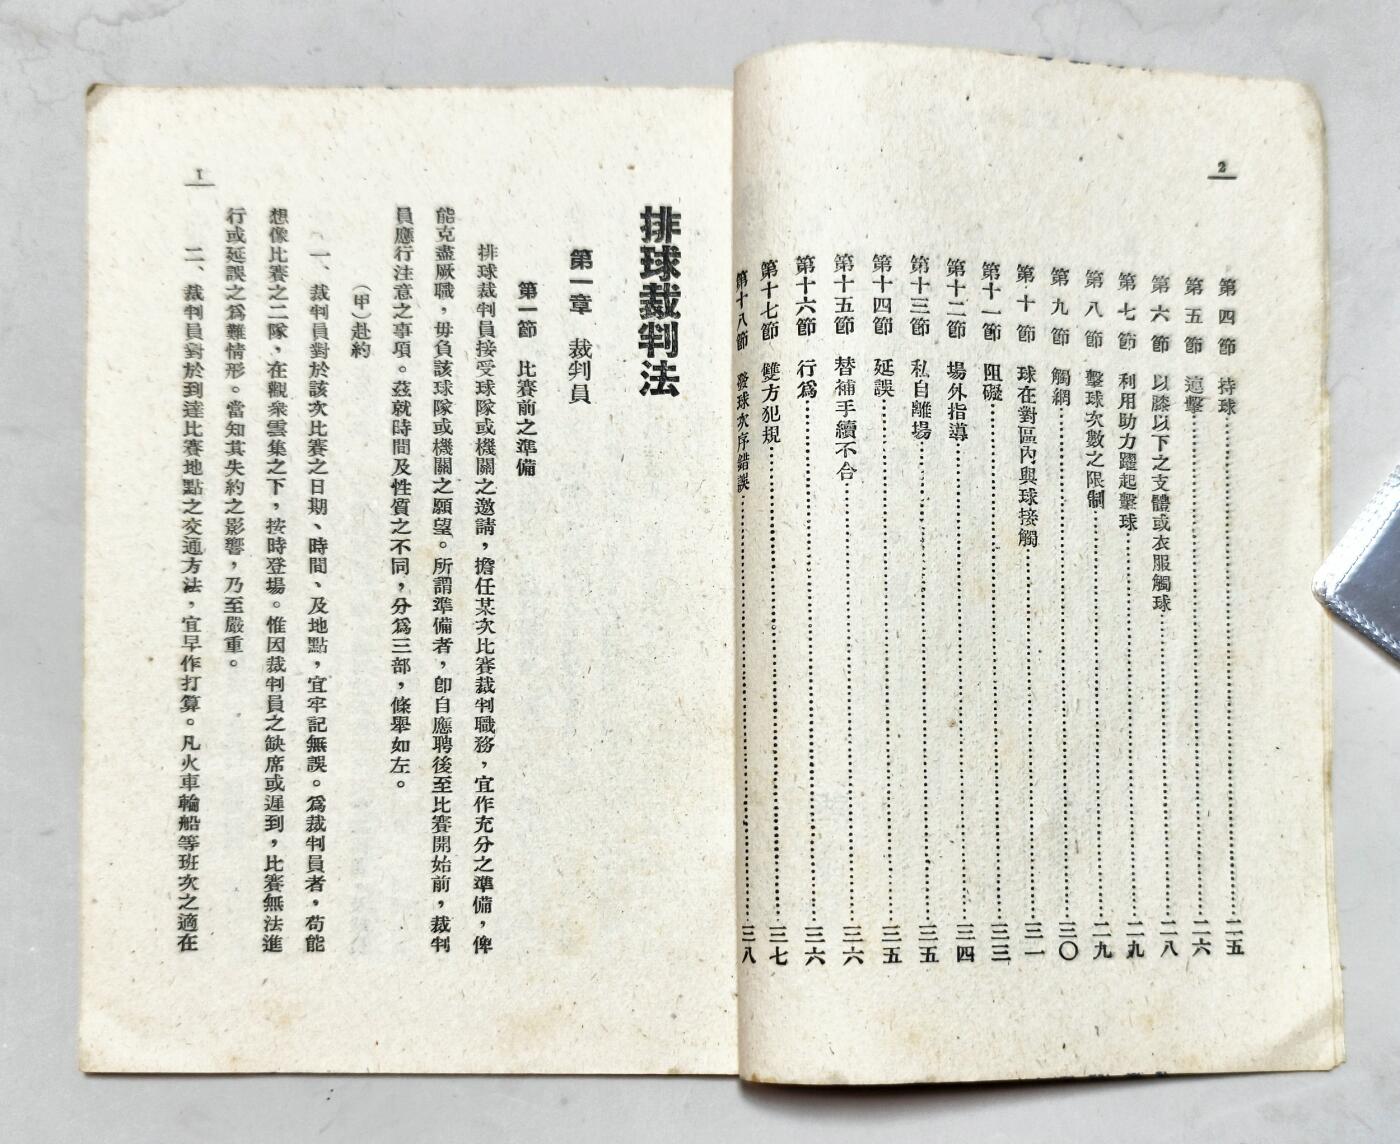 2
第四節　持球……二五
第五節　連擊……二六
第六節　以膝以下之支體或衣服觸球……二八
第七節　利用助力躍起擊球……二九
第八節　擊球次數之限制……二九
第九節　觸網……三〇
第十節　球在對區內與球接觸……三一
第十一節　阻礙……三三
第十二節　場外指導……三四
第十三節　私自離場……三五
第十四節　延誤……三五
第十五節　替補手續不合……三六
第十六節　行爲……三六
第十七節　雙方犯規……三七
第十八節　發球次序錯誤……三八
1
排球裁判法
第一章　裁判員
第一節　比賽前之準備
排球裁判員接受球隊或機關之邀請，擔任某次比賽裁判職務，宜作充分之準備，俾
能克盡厥職，毋負該球隊或機關之願望。所謂準備者，卽自應聘後至比賽開始前，裁判
員應行注意之事項。茲就時間及性質之不同，分爲三部，條舉如左。
（甲）赴約
一、裁判員對於該次比賽之日期、時間、及地點，宜牢記無誤。爲裁判員者，苟能
想像比賽之二隊，在觀衆雲集之下，按時登場。惟因裁判員之缺席或遲到，比賽無法進
行或延誤之爲難情形。當知其失約之影響，乃至嚴重。
二、裁判員對於到達比賽地點之交通方法，宜早作打算。凡火車輪船等班次之適在